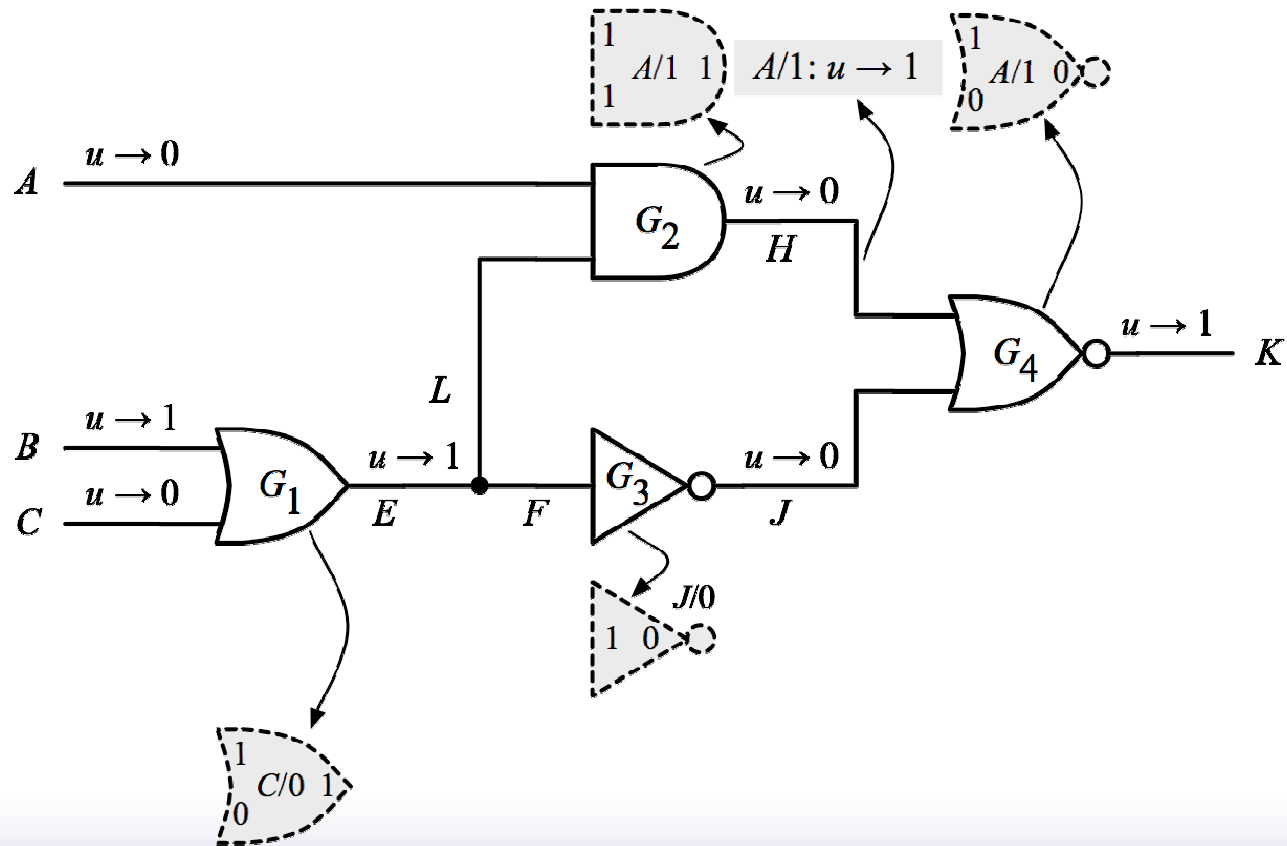 1
A/1 1
1
A/1: u → 1
1
A/1 0
0
u → 0
A
G2
u → 0
H
u → 1
G4
K
L
u → 1
B
u → 0
C
G1
u → 1
E
F
G3
u → 0
J
J/0
1 0
1
C/0 1
0